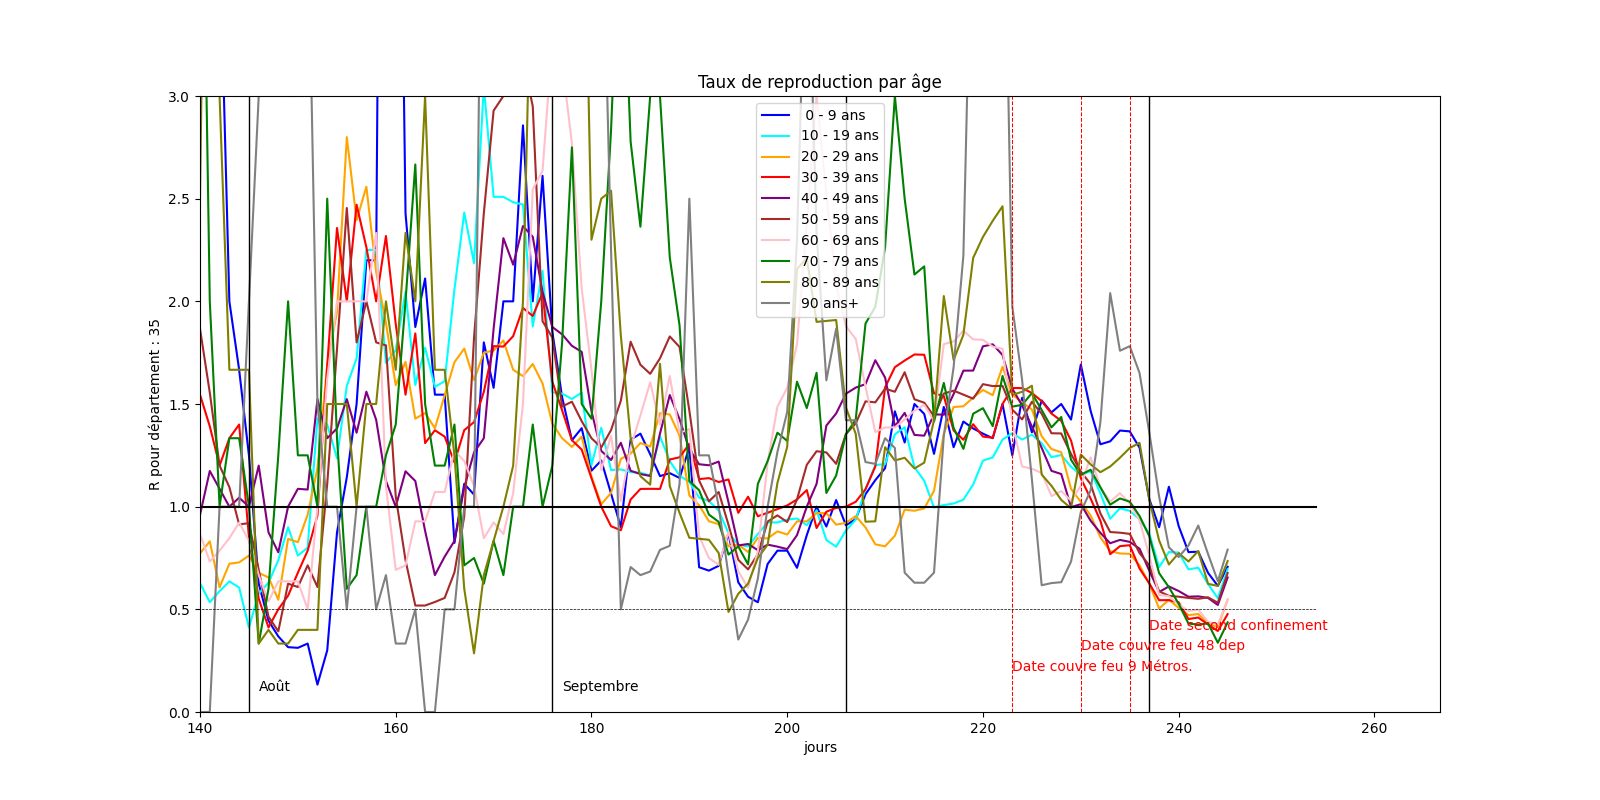 Taux de reproduction par âge
R pour département : 35
3.0
2.5
2.0
1.5
1.0
0.5
0.0
0 - 9 ans
10 - 19 ans
20 - 29 ans
30 - 39 ans
40 - 49 ans
50 - 59 ans
60 - 69 ans
70 - 79 ans
80 - 89 ans
90 ans+
Date second confinement
Date couvre feu 48 dep
Date couvre feu 9 Métros.
Août
Septembre
140 160 180 200 220 240 260
jours